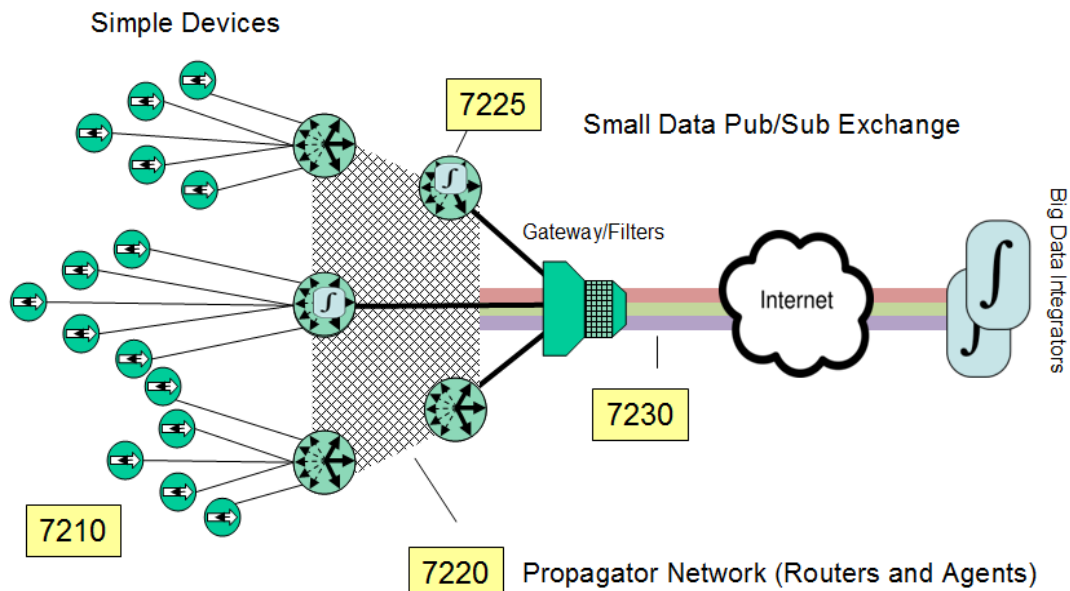 Simple Devices
7225
Small Data Pub/Sub Exchange
Gateway/Filters
Internet
Big Data Integrators
∫
∫
∫
∫
7230
7210
7220
Propagator Network (Routers and Agents)